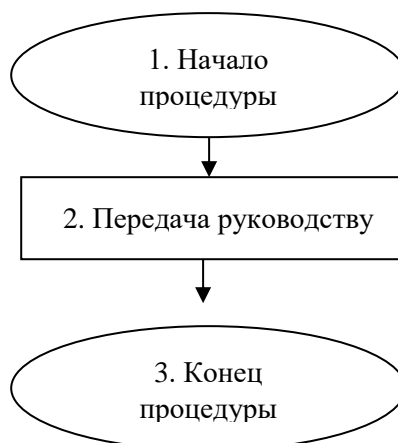 1. Начало
процедуры
2. Передача руководству
3. Конец
процедуры